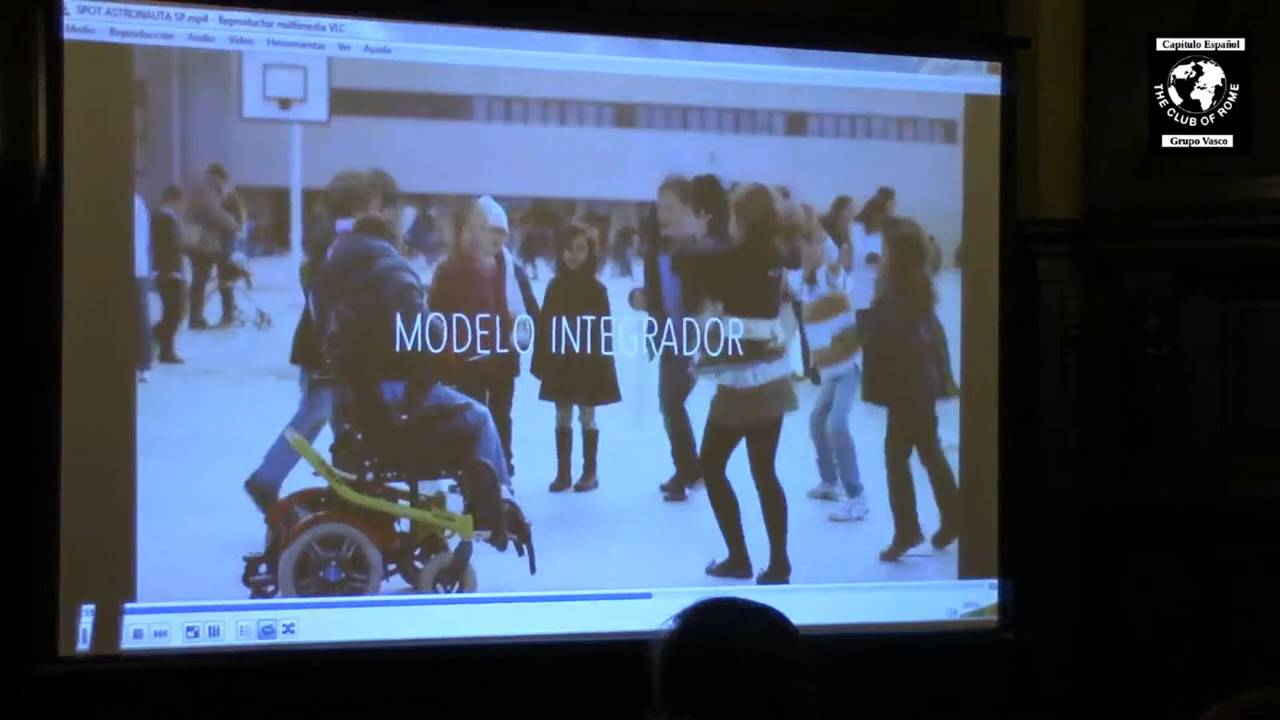 SPOT ASTRONAUTA SP.mp4 - Reproductor multimedia VLC
Medio Reproducción Audio Vídeo Herramientas Ver Ayuda
MODELO INTEGRADOR
Capítulo Español
THE CLUB OF ROME
Grupo Vasco